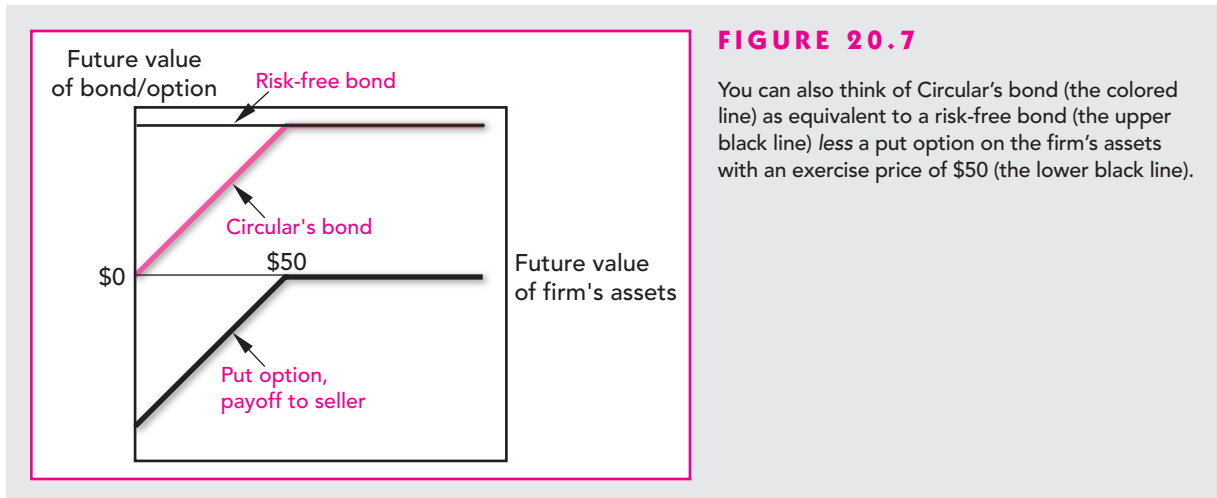 Future value
of bond/option
Risk-free bond
Circular's bond
$0
$50
Future value
of firm's assets
Put option,
payoff to seller
FIGURE 20.7
You can also think of Circular’s bond (the colored
line) as equivalent to a risk-free bond (the upper
black line) less a put option on the firm’s assets
with an exercise price of $50 (the lower black line).